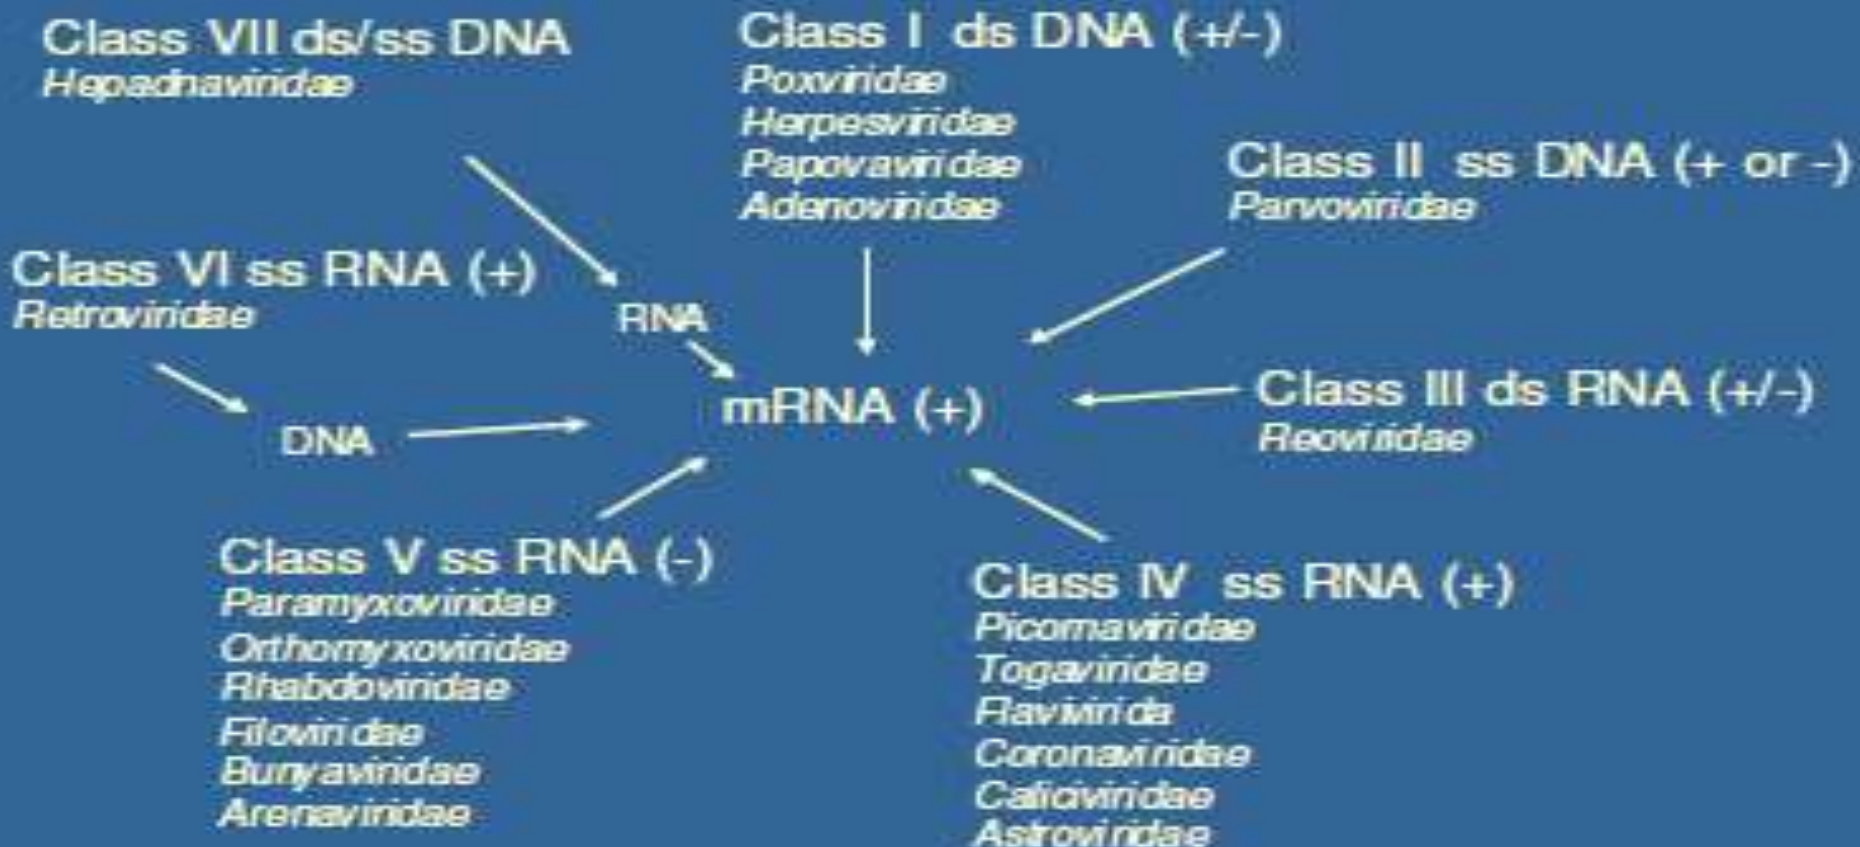 Class VII ds/ss DNA
Hepadnaviridae
Class I ds DNA (+/-)
Poxviridae
Herpesviridae
Papovaviridae
Adenoviridae
Class II ss DNA (+ or -)
Parvoviridae
Class VI ss RNA (+)
Retroviridae
RNA
mRNA (+)
DNA
Class III ds RNA (+/-)
Reoviridae
Class V ss RNA (-)
Paramyxoviridae
Orthomyxoviridae
Rhabdoviridae
Filoviridae
Bunyaviridae
Arenaviridae
Class IV ss RNA (+)
Picornaviridae
Togaviridae
Flavivirida
Coronaviridae
Caliciviridae
Astroviridae